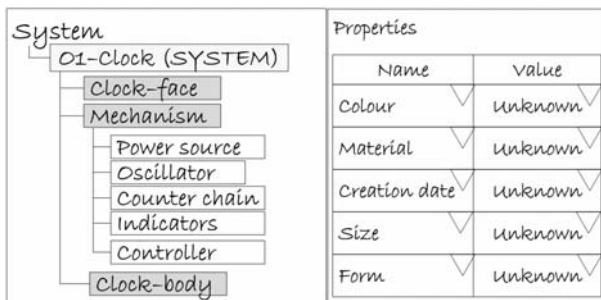 System
01-Clock (SYSTEM)
Clock-face
Mechanism
Power source
Oscillator
Counter chain
Indicators
Controller
Clock-body
Properties
Name Value
Colour Unknown
Material Unknown
Creation date Unknown
Size Unknown
Form Unknown